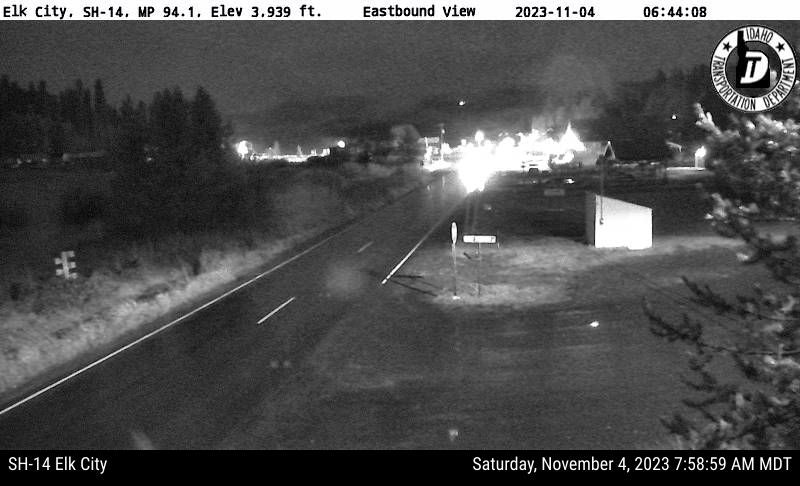 Elk City, SH-14, MP 94.1, Elev 3,939 ft. Eastbound View 2023-11-04 06:44:08
IDAHO
TRANSPORTATION DEPARTMENT
SH-14 Elk City Saturday, November 4, 2023 7:58:59 AM MDT